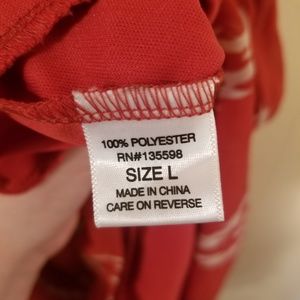 100% POLYESTER
RN#135598
SIZE L
MADE IN CHINA
CARE ON REVERSE